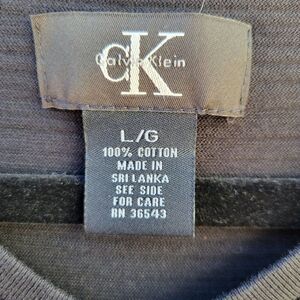 cK
Calvin Klein
L/G
100% COTTON
MADE IN
SRI LANKA
SEE SIDE
FOR CARE
RN 36543